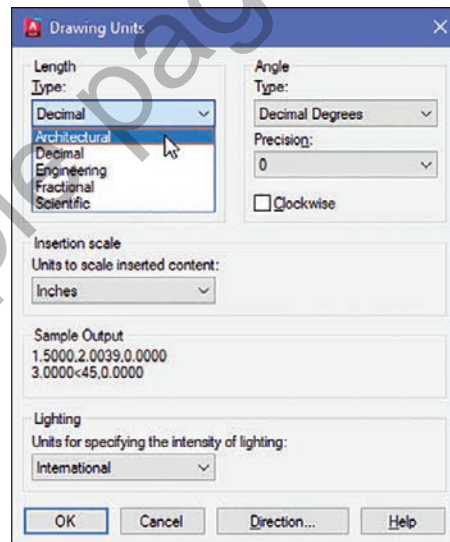 Drawing Units
Length
Type:
Decimal
Architectural
Decimal
Engineering
Fractional
Scientific
Angle
Type:
Decimal Degrees
Precision:
0
Clockwise
Insertion scale
Units to scale inserted content:
Inches
Sample Output
1.5000,2.0039,0.0000
3.0000<45,0.0000
Lighting
Units for specifying the intensity of lighting:
International
OK
Cancel
Direction...
Help